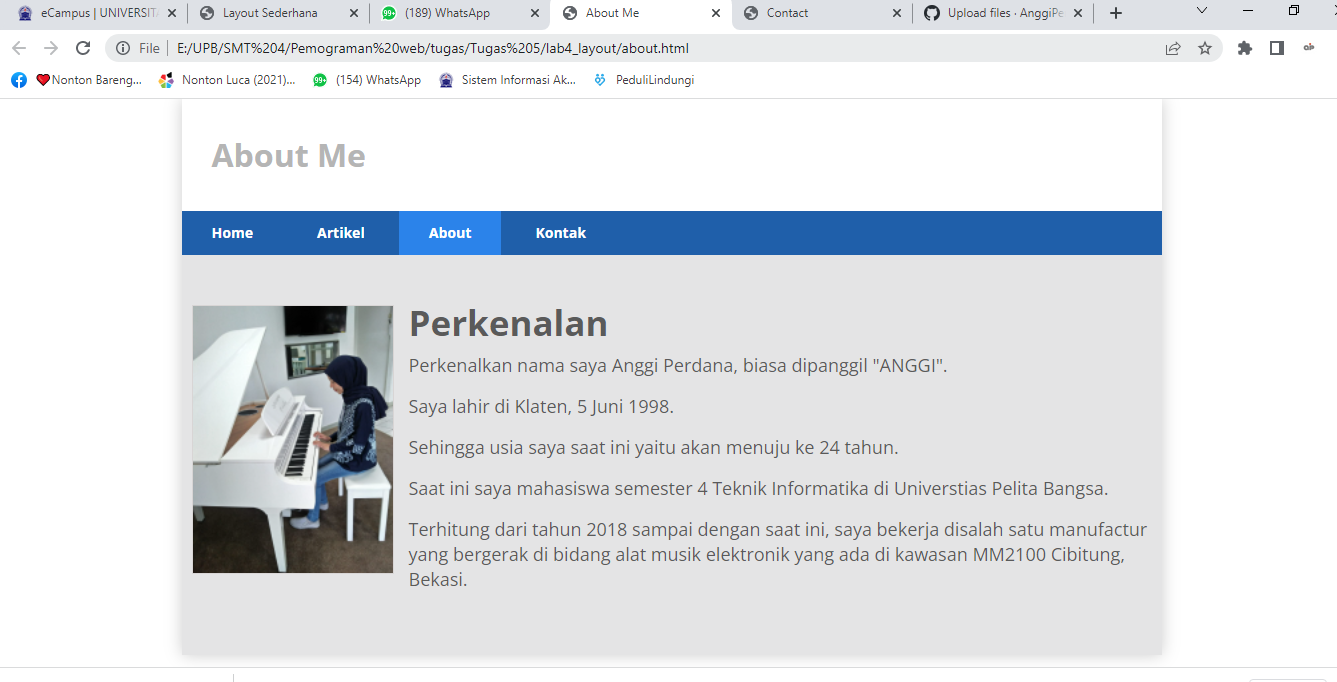 eCampus | UNIVERSIT
Layout Sederhana
(189) WhatsApp
About Me
Contact
Upload files · AnggiPe
File
E:/UPB/SMT%204/Pemograman%20web/tugas/Tugas%205/lab4_layout/about.html
Nonton Bareng...
Nonton Luca (2021)...
99+
(154) WhatsApp
Sistem Informasi Ak...
PeduliLindungi
About Me
Home
Artikel
About
Kontak
Perkenalan
Perkenalkan nama saya Anggi Perdana, biasa dipanggil "ANGGI".
Saya lahir di Klaten, 5 Juni 1998.
Sehingga usia saya saat ini yaitu akan menuju ke 24 tahun.
Saat ini saya mahasiswa semester 4 Teknik Informatika di Universtias Pelita Bangsa.
Terhitung dari tahun 2018 sampai dengan saat ini, saya bekerja disalah satu manufactur
yang bergerak di bidang alat musik elektronik yang ada di kawasan MM2100 Cibitung,
Bekasi.